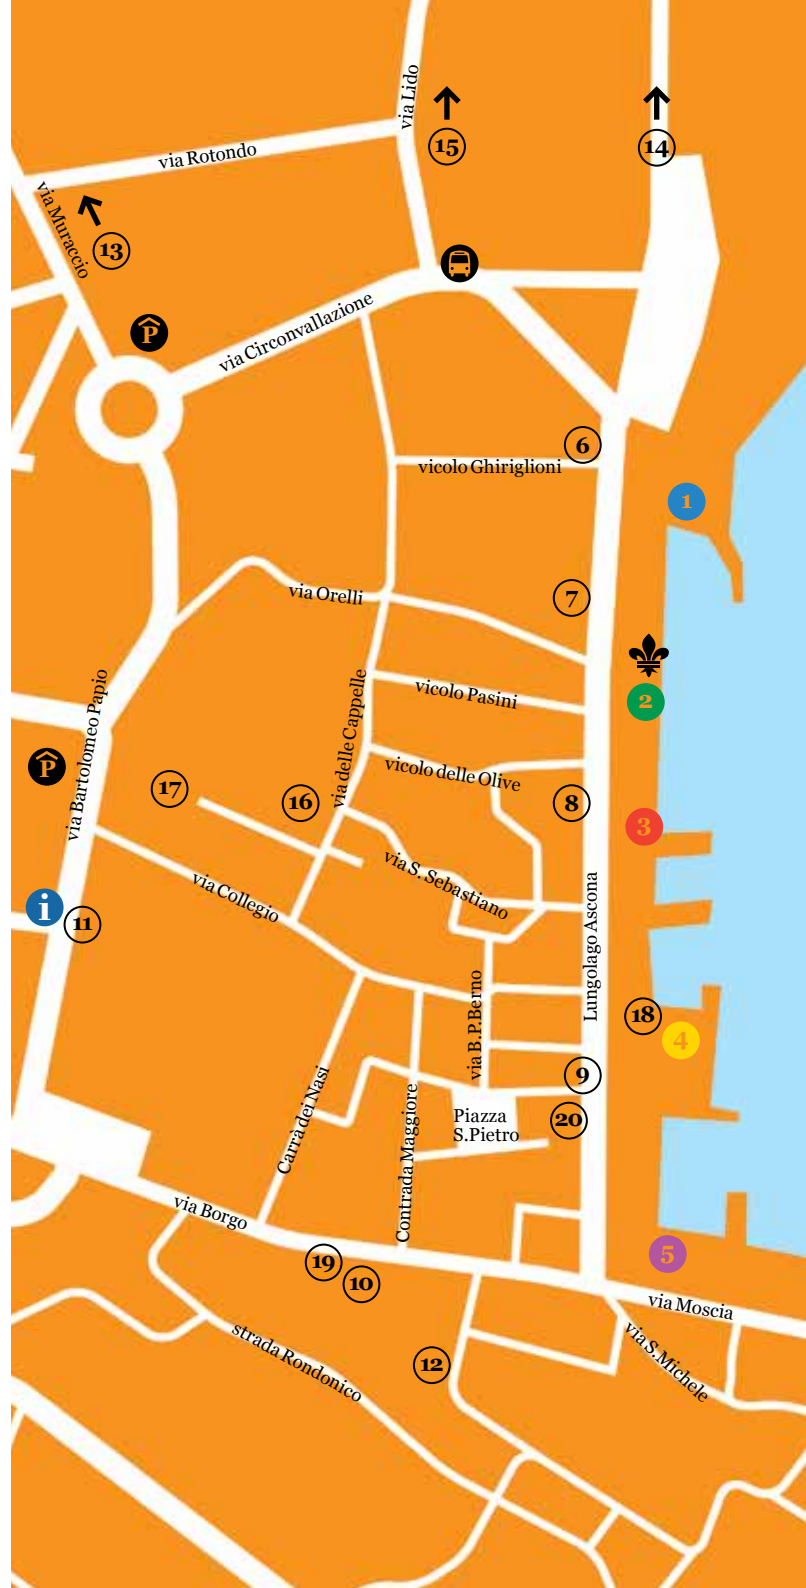 via Lido
15
14
via Rotondo
via Muraccio
13
P
via Circonvallazione
6
vicolo Ghiriglioni
1
7
via Orelli
2
vicolo Pasini
via delle Cappelle
via Bartolomeo Papio
P
vicolo delle Olive
17
16
8
3
via S. Sebastiano
via Collegio
i
11
Lungolago Ascona
18
4
via B.P.Berno
9
Carrà dei Nasi
Contrada Maggiore
Piazza
S.Pietro
20
via Borgo
19
10
5
via Moscia
via S.Michele
strada Rondonico
12